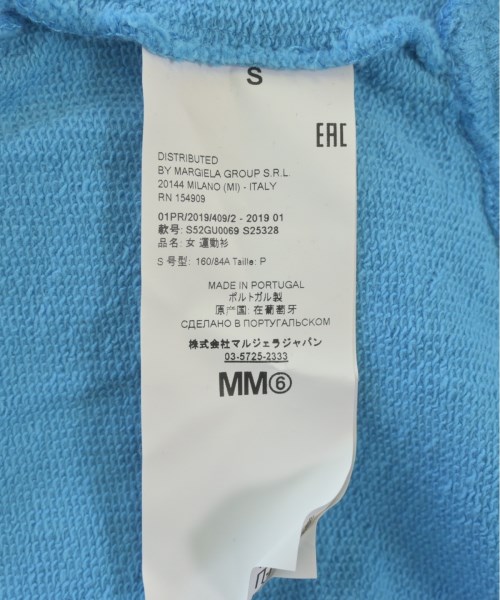 S
EAC
DISTRIBUTED
BY MARGIELA GROUP S.R.L.
20144 MILANO (MI) - ITALY
RN 154909
01PR/2019/409/2 - 2019 01
款号: S52GU0069 S25328
品名: 女 運動衫
S 号型: 160/84A Taille: P
MADE IN PORTUGAL
ポルトガル製
原产国: 在葡萄牙
СДЕЛАНО В ПОРТУГАЛЬСКОМ
株式会社マルジェラジャパン
03-5725-2333
MM⑥